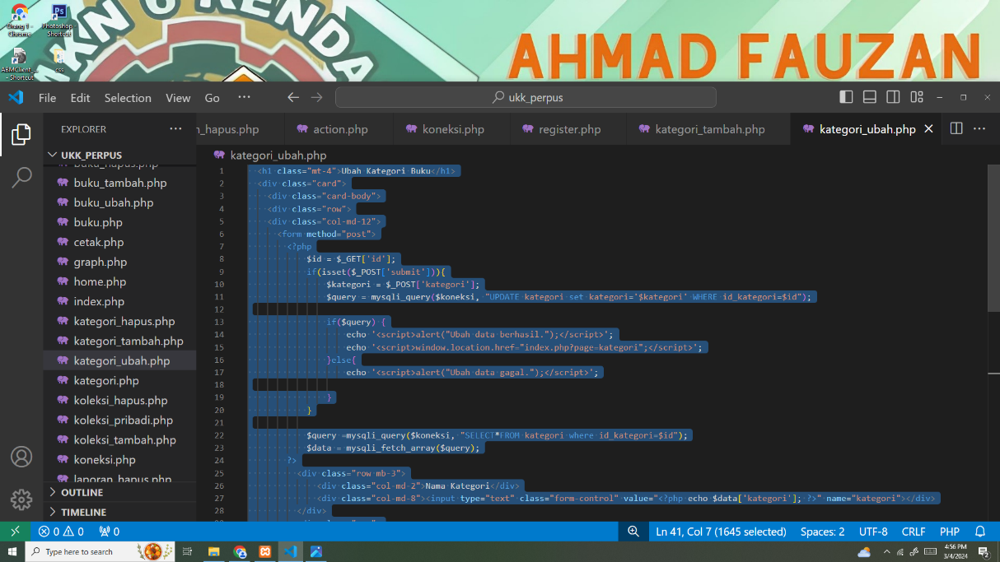 Orang 1 - Chrome
Photoshop - Shortcut
ABMClient_... - Shortcut
css
AHMAD FAUZAN
File Edit Selection View Go ···
ukk_perpus
EXPLORER ···
n_hapus.php action.php koneksi.php register.php kategori_tambah.php kategori_ubah.php
UKK_PERPUS
kategori_ubah.php
buku_hapus.php
buku_tambah.php
buku_ubah.php
buku.php
cetak.php
graph.php
home.php
index.php
kategori_hapus.php
kategori_tambah.php
kategori_ubah.php
kategori.php
koleksi_hapus.php
koleksi_pribadi.php
koleksi_tambah.php
koneksi.php
laporan_hapus.php
OUTLINE
TIMELINE
1 <h1 class="mt-4">Ubah Kategori Buku</h1>
2 <div class="card">
3 <div class="card-body">
4 <div class="row">
5 <div class="col-md-12">
6 <form method="post">
7 <?php
8 $id = $_GET['id'];
9 if(isset($_POST['submit'])){
10 $kategori = $_POST['kategori'];
11 $query = mysqli_query($koneksi, "UPDATE kategori set kategori='$kategori' WHERE id_kategori=$id");
12
13 if($query) {
14 echo '<script>alert("Ubah data berhasil.");</script>';
15 echo '<script>window.location.href="index.php?page=kategori";</script>';
16 }else{
17 echo '<script>alert("Ubah data gagal.");</script>';
18
19 }
20 }
21
22 $query =mysqli_query($koneksi, "SELECT*FROM kategori where id_kategori=$id");
23 $data = mysqli_fetch_array($query);
24 ?>
25 <div class="row mb-3">
26 <div class="col-md-2">Nama Kategori</div>
27 <div class="col-md-8"><input type="text" class="form-control" value="<?php echo $data['kategori']; ?>" name="kategori"></div>
28 </div>
0 0 0 Ln 41, Col 7 (1645 selected) Spaces: 2 UTF-8 CRLF PHP
Type here to search
4:56 PM
3/4/2024